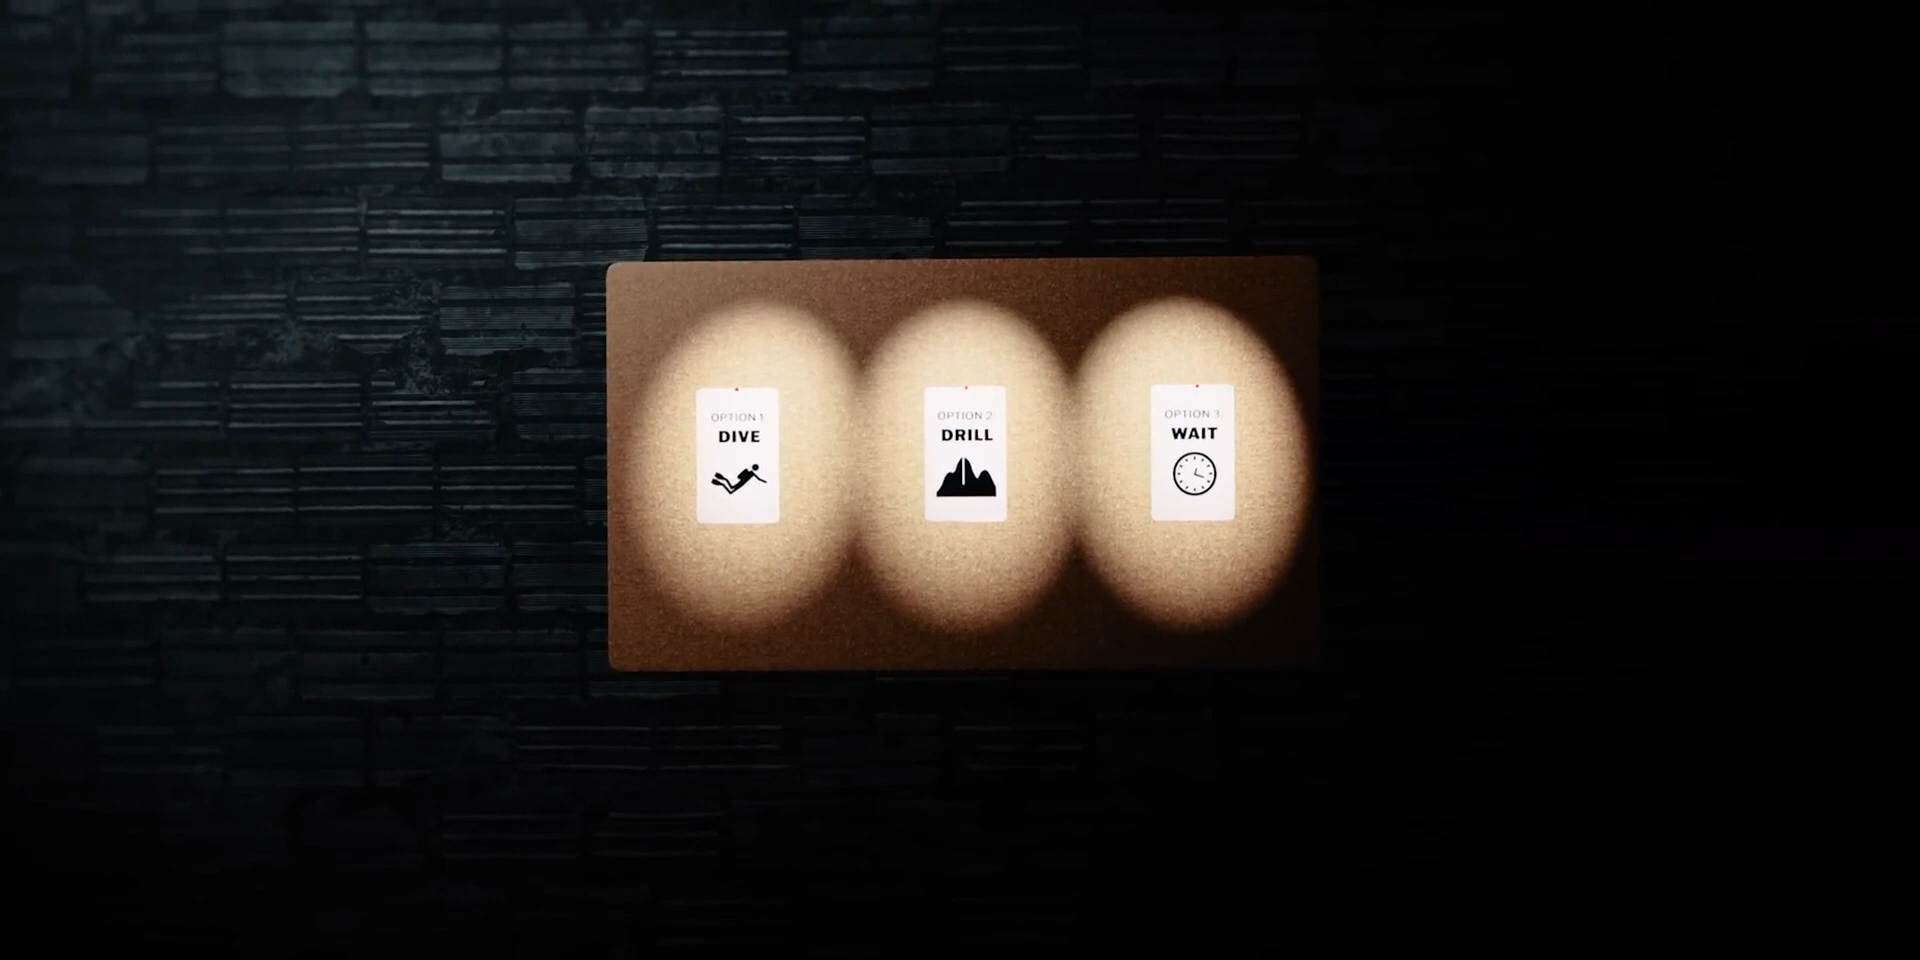 OPTION 1:
DIVE
OPTION 2:
DRILL
OPTION 3:
WAIT